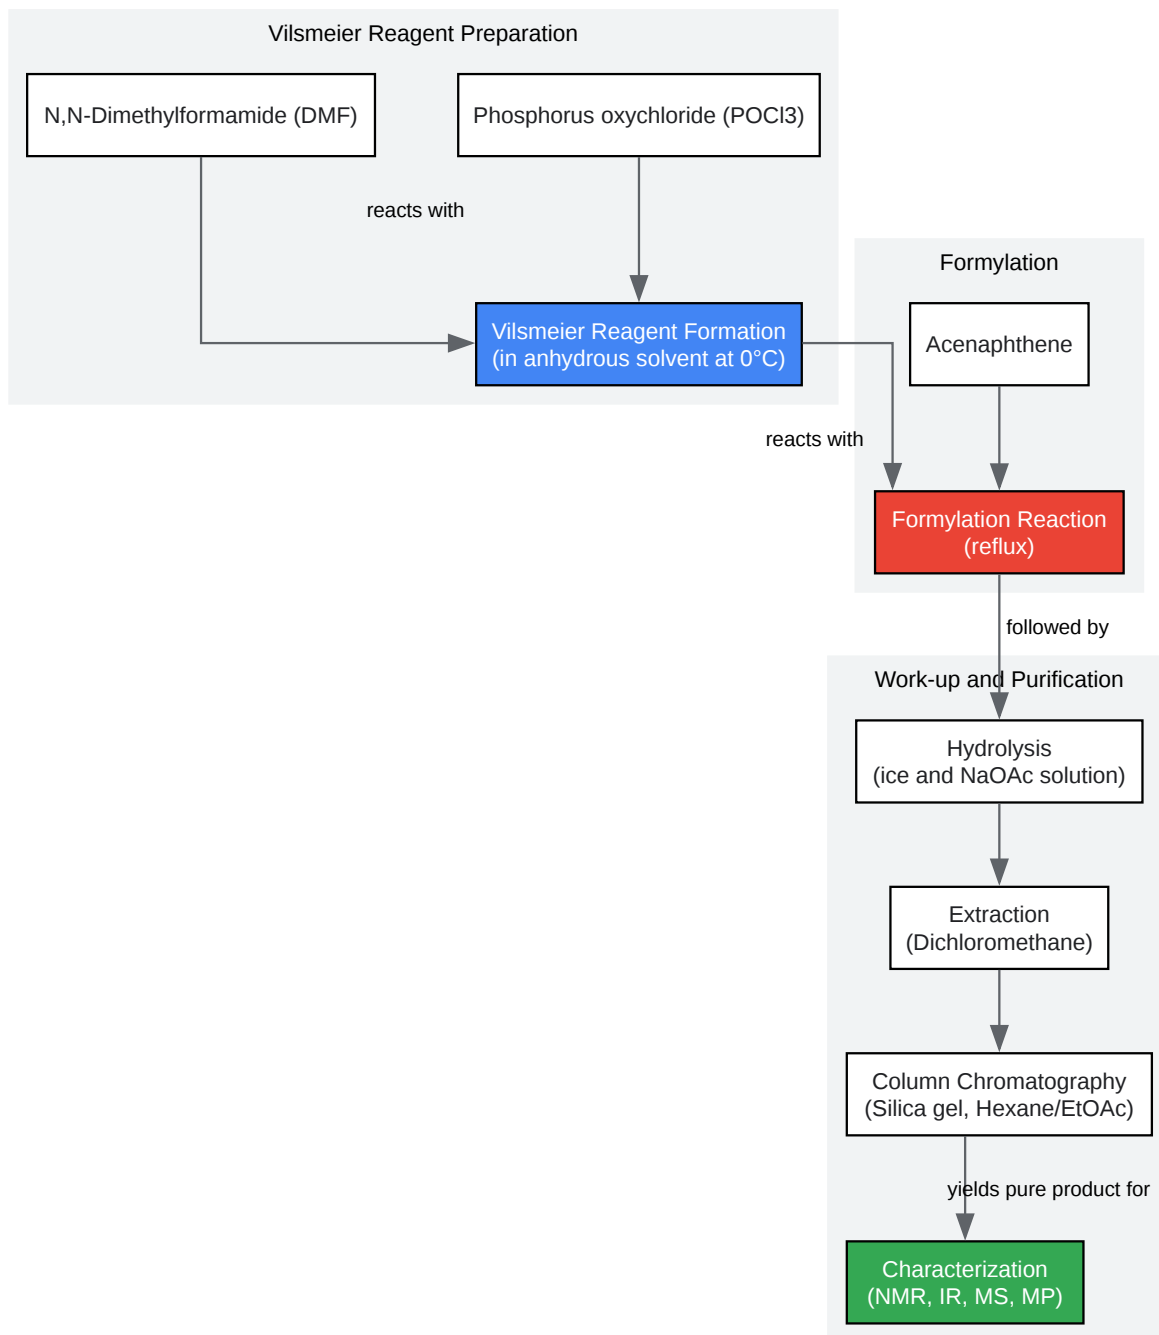 Vilsmeier Reagent Preparation
N,N-Dimethylformamide (DMF)
Phosphorus oxychloride (POCl3)
reacts with
Vilsmeier Reagent Formation
(in anhydrous solvent at 0°C)
Formylation
Acenaphthene
reacts with
Formylation Reaction
(reflux)
followed by
Work-up and Purification
Hydrolysis
(ice and NaOAc solution)
Extraction
(Dichloromethane)
Column Chromatography
(Silica gel, Hexane/EtOAc)
yields pure product for
Characterization
(NMR, IR, MS, MP)